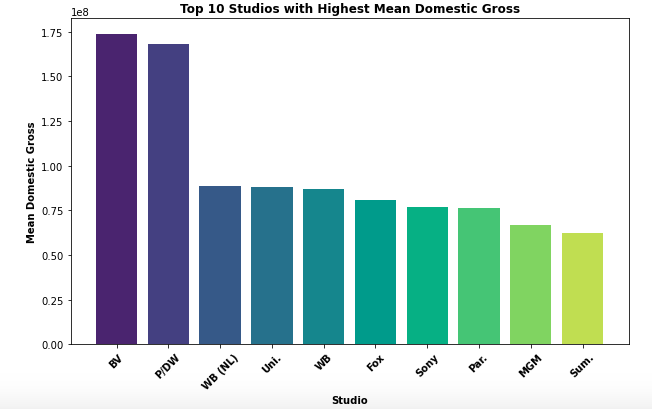 Top 10 Studios with Highest Mean Domestic Gross
1e8
1.75
1.50
1.25
1.00
0.75
0.50
0.25
0.00
Mean Domestic Gross
BV
P/DW
WB (NL)
Uni.
WB
Fox
Sony
Par.
MGM
Sum.
Studio